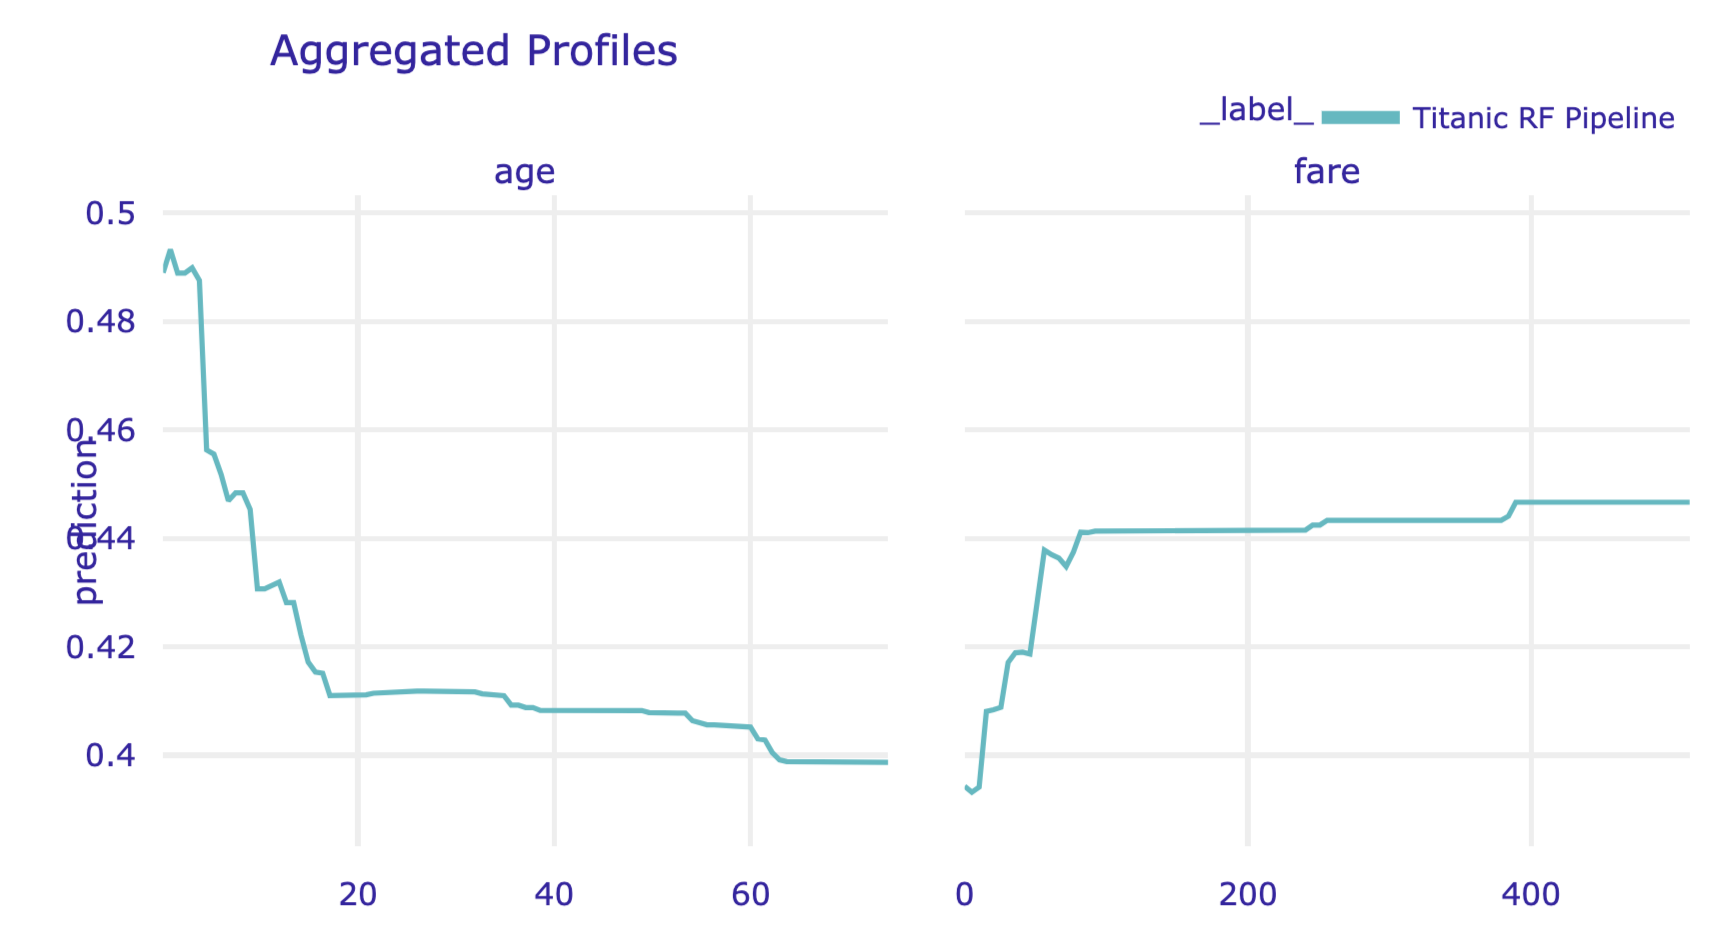 Aggregated Profiles
_label_ Titanic RF Pipeline
age
fare
0.5
0.48
0.46
0.44
0.42
0.4
prediction
20 40 60
0 200 400